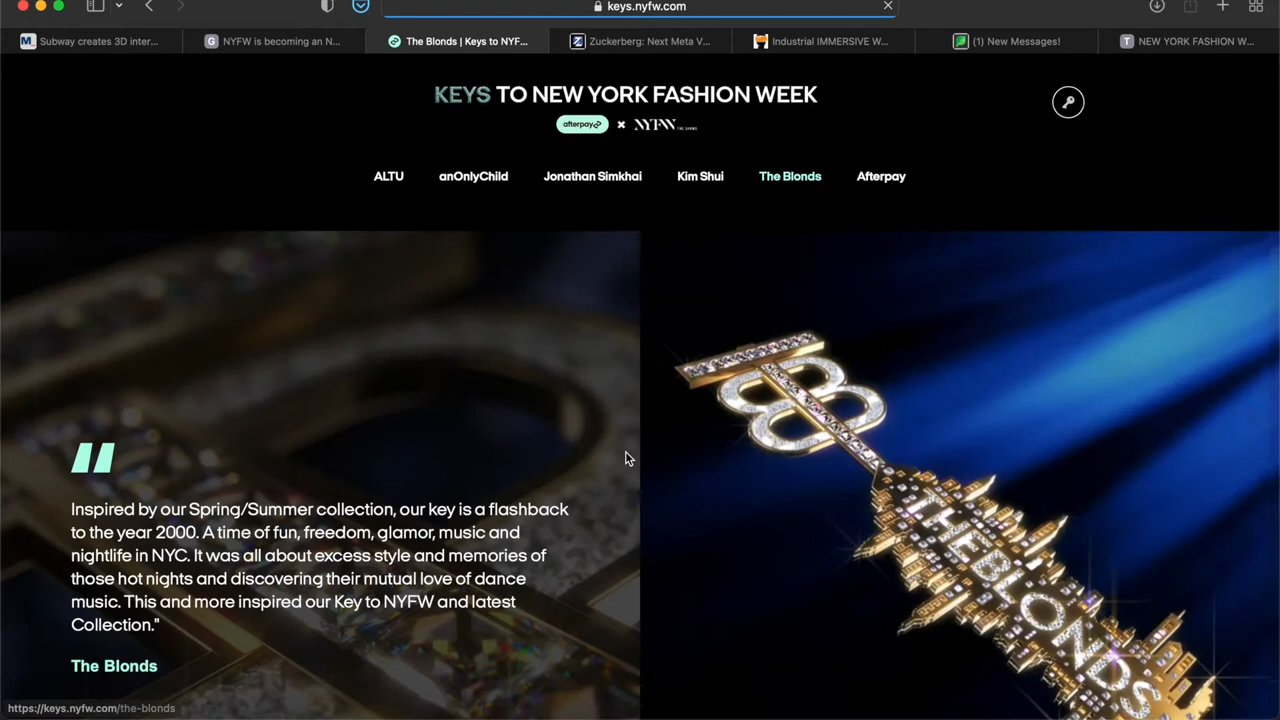 keys.nyfw.com
Subway creates 3D inter...
NYFW is becoming an N...
The Blonds | Keys to NYF...
Zuckerberg: Next Meta V...
Industrial IMMERSIVE W...
(1) New Messages!
NEW YORK FASHION W...
KEYS TO NEW YORK FASHION WEEK
afterpay
NYFW
ALTU
anOnlyChild
Jonathan Simkhai
Kim Shui
The Blonds
Afterpay
Inspired by our Spring/Summer collection, our key is a flashback
to the year 2000. A time of fun, freedom, glamor, music and
nightlife in NYC. It was all about excess style and memories of
those hot nights and discovering their mutual love of dance
music. This and more inspired our Key to NYFW and latest
Collection."
The Blonds
B
THE BLONDS
https://keys.nyfw.com/the-blonds